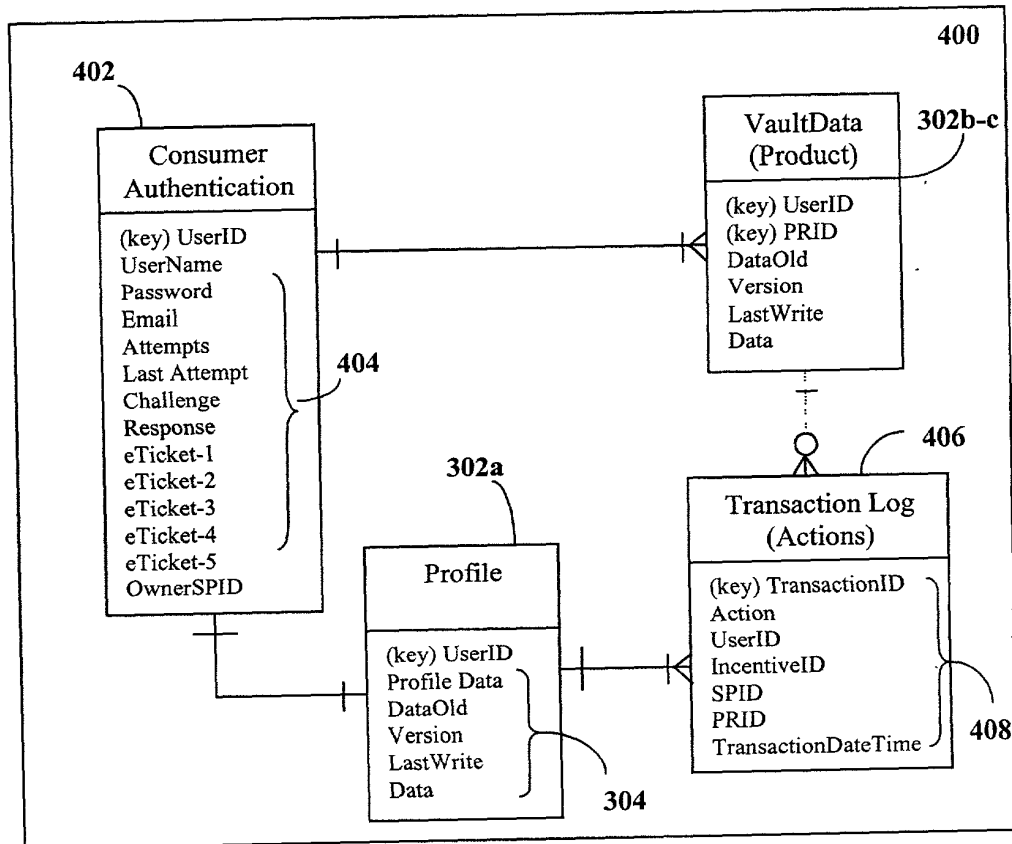 400
402
Consumer
Authentication
(key) UserID
UserName
Password
Email
Attempts
Last Attempt
Challenge
Response
eTicket-1
eTicket-2
eTicket-3
eTicket-4
eTicket-5
OwnerSPID
404
VaultData
(Product)
302b-c
(key) UserID
(key) PRID
DataOld
Version
LastWrite
Data
302a
Profile
(key) UserID
Profile Data
DataOld
Version
LastWrite
Data
304
406
Transaction Log
(Actions)
(key) TransactionID
Action
UserID
IncentiveID
SPID
PRID
TransactionDateTime
408